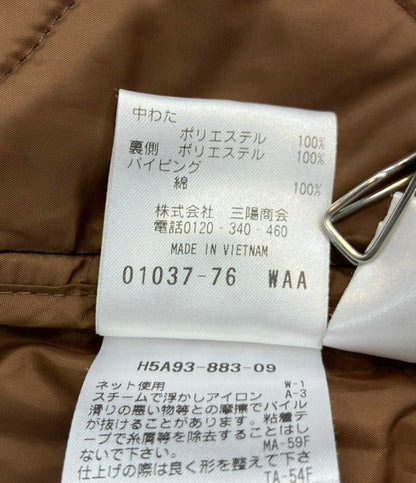 中わた
ポリエステル 100%
裏側 ポリエステル 100%
パイピング
綿 100%
株式会社 三陽商会
電話0120-340-460
MADE IN VIETNAM
01037-76 WAA
H5A93-883-09
ネット使用 W-1
スチームで浮かしアイロン A-3
滑りの悪い物等との摩擦でパイル
が抜けることがあります。粘着テ
ープで糸屑等を除去することはし
ないで下さい。 MA-59F
仕上げの際は良く形を整えて下さ
TA-54F